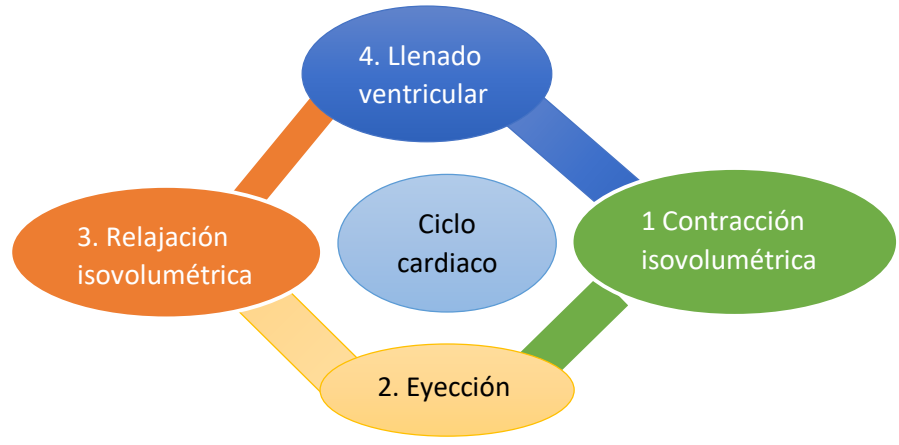 4. Llenado
ventricular
3. Relajación
isovolumétrica
Ciclo
cardiaco
1 Contracción
isovolumétrica
2. Eyección